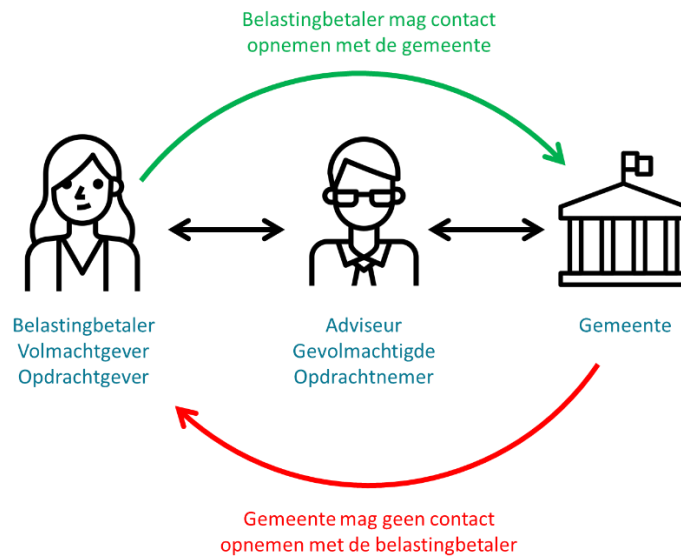 Belastingbetaler mag contact
opnemen met de gemeente
Belastingbetaler
Volmachtgever
Opdrachtgever
Adviseur
Gevolmachtigde
Opdrachtnemer
Gemeente
Gemeente mag geen contact
opnemen met de belastingbetaler